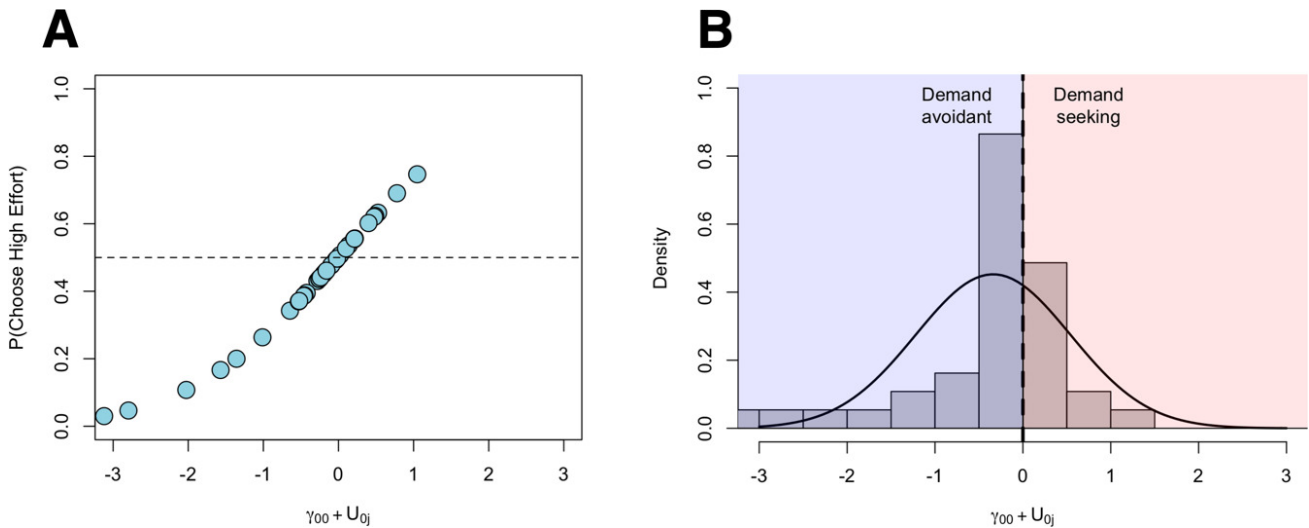 A
P(Choose High Effort)
1.0
0.8
0.6
0.4
0.2
0.0
-3 -2 -1 0 1 2 3
γ00 + U0j
B
Density
1.0
0.8
0.6
0.4
0.2
0.0
Demand
avoidant
Demand
seeking
-3 -2 -1 0 1 2 3
γ00 + U0j